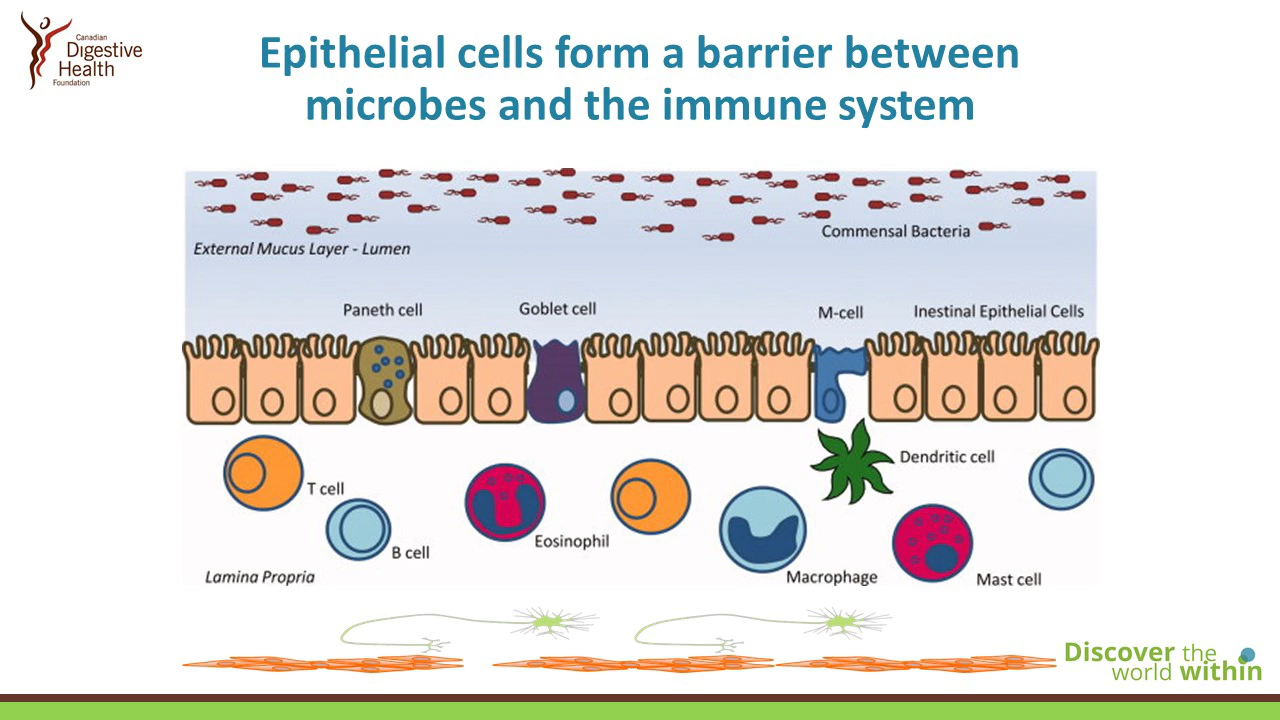 Canadian
Digestive
Health
Foundation
Epithelial cells form a barrier between
microbes and the immune system
Commensal Bacteria
External Mucus Layer - Lumen
Paneth cell
Goblet cell
M-cell
Inestinal Epithelial Cells
Dendritic cell
T cell
Eosinophil
B cell
Lamina Propria
Macrophage
Mast cell
Discover the
world within